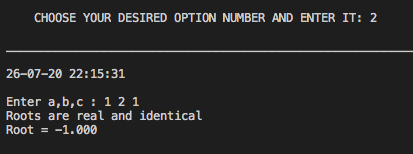 CHOOSE YOUR DESIRED OPTION NUMBER AND ENTER IT: 2
26-07-20 22:15:31
Enter a,b,c : 1 2 1
Roots are real and identical
Root = -1.000